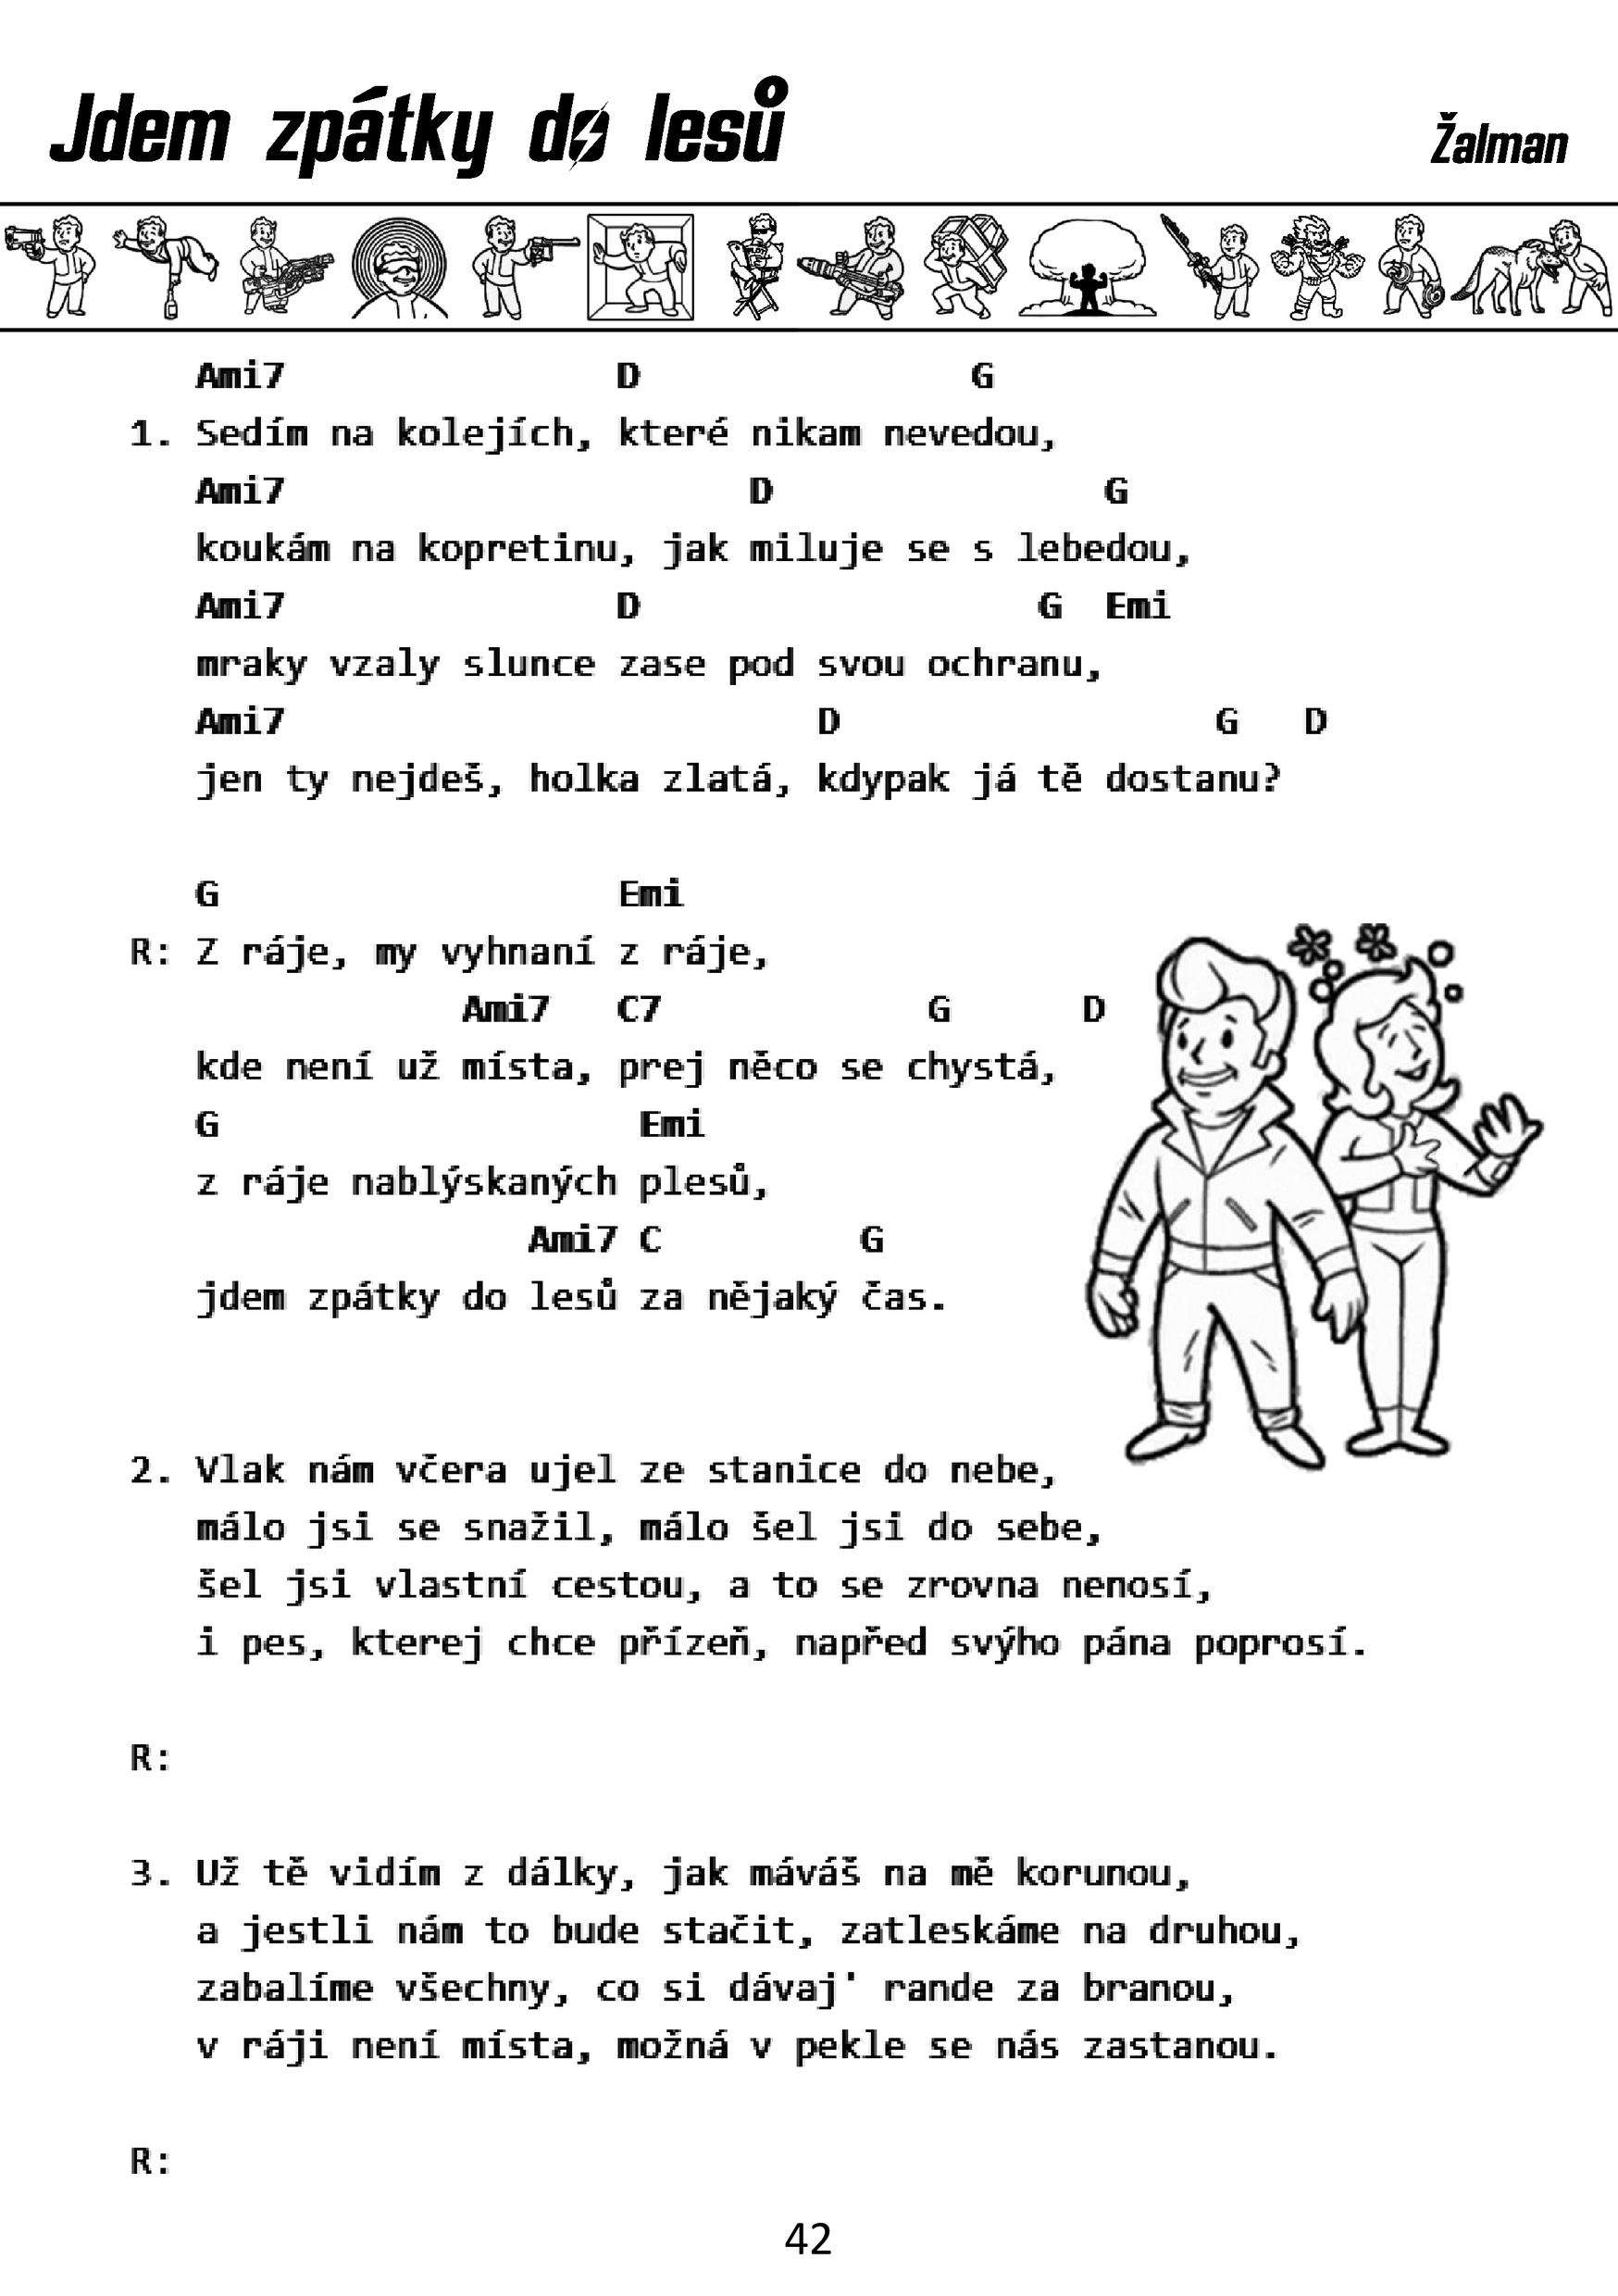 Jdem zpátky do lesů
Žalman
Ami7 D G
1. Sedím na kolejích, které nikam nevedou,
Ami7 D G
koukám na kopretinu, jak miluje se s lebedou,
Ami7 D G Emi
mraky vzaly slunce zase pod svou ochranu,
Ami7 D G D
jen ty nejdeš, holka zlatá, kdypak já tě dostanu?
G Emi
R: Z ráje, my vyhnaní z ráje,
Ami7 C7 G D
kde není už místa, prej něco se chystá,
G Emi
z ráje nablýskaných plesů,
Ami7 C G
jdem zpátky do lesů za nějaký čas.
2. Vlak nám včera ujel ze stanice do nebe,
málo jsi se snažil, málo šel jsi do sebe,
šel jsi vlastní cestou, a to se zrovna nenosí,
i pes, kterej chce přízeň, napřed svýho pána poprosí.
R:
3. Už tě vidím z dálky, jak máváš na mě korunou,
a jestli nám to bude stačit, zatleskáme na druhou,
zabalíme všechny, co si dávaj' rande za branou,
v ráji není místa, možná v pekle se nás zastanou.
R:
42